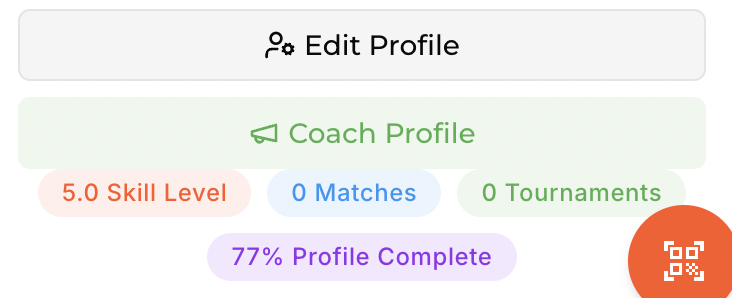 Edit Profile
Coach Profile
5.0 Skill Level 0 Matches 0 Tournaments
77% Profile Complete